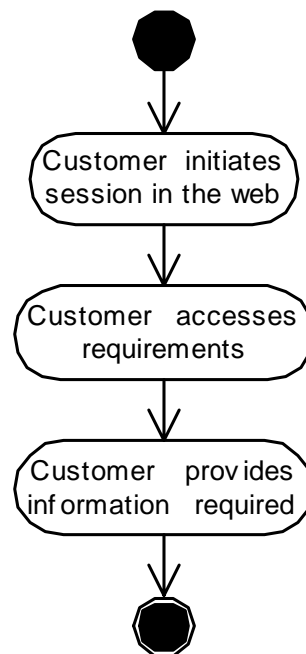 Customer initiates
session in the web
Customer accesses
requirements
Customer provides
information required